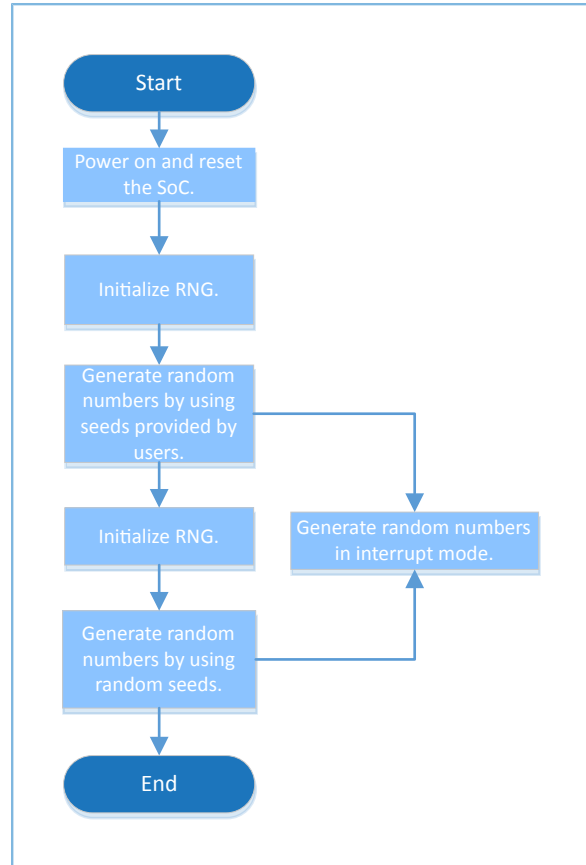 Start
Power on and reset
the SoC.
Initialize RNG.
Generate random
numbers by using
seeds provided by
users.
Initialize RNG.
Generate random numbers
in interrupt mode.
Generate random
numbers by using
random seeds.
End